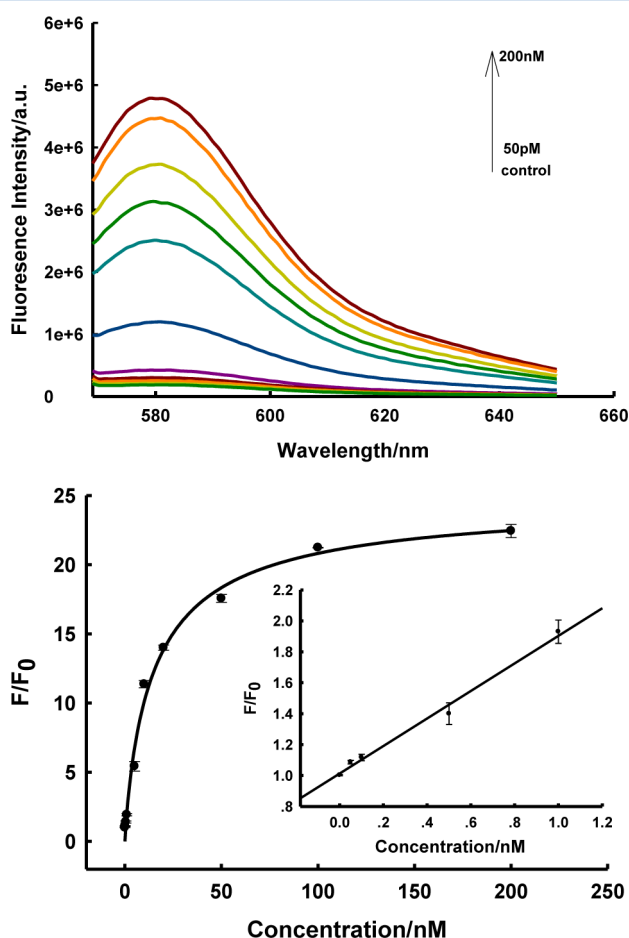 6e+6
5e+6
4e+6
3e+6
2e+6
1e+6
0
Fluoresence Intensity/a.u.
200nM
50pM
control
580 600 620 640 660
Wavelength/nm
25
20
15
10
5
0
F/F0
0 50 100 150 200 250
Concentration/nM
2.2
2.0
1.8
1.6
1.4
1.2
1.0
.8
F/F0
0.0 .2 .4 .6 .8 1.0 1.2
Concentration/nM